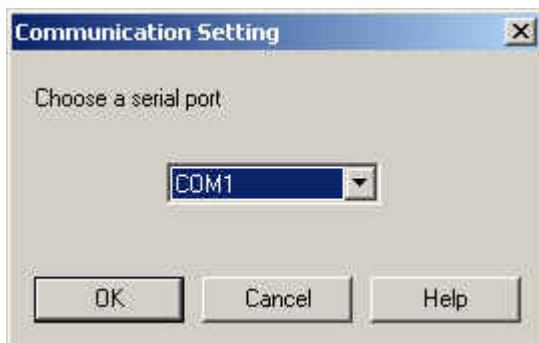 Communication Setting
Choose a serial port
COM1
OK Cancel Help